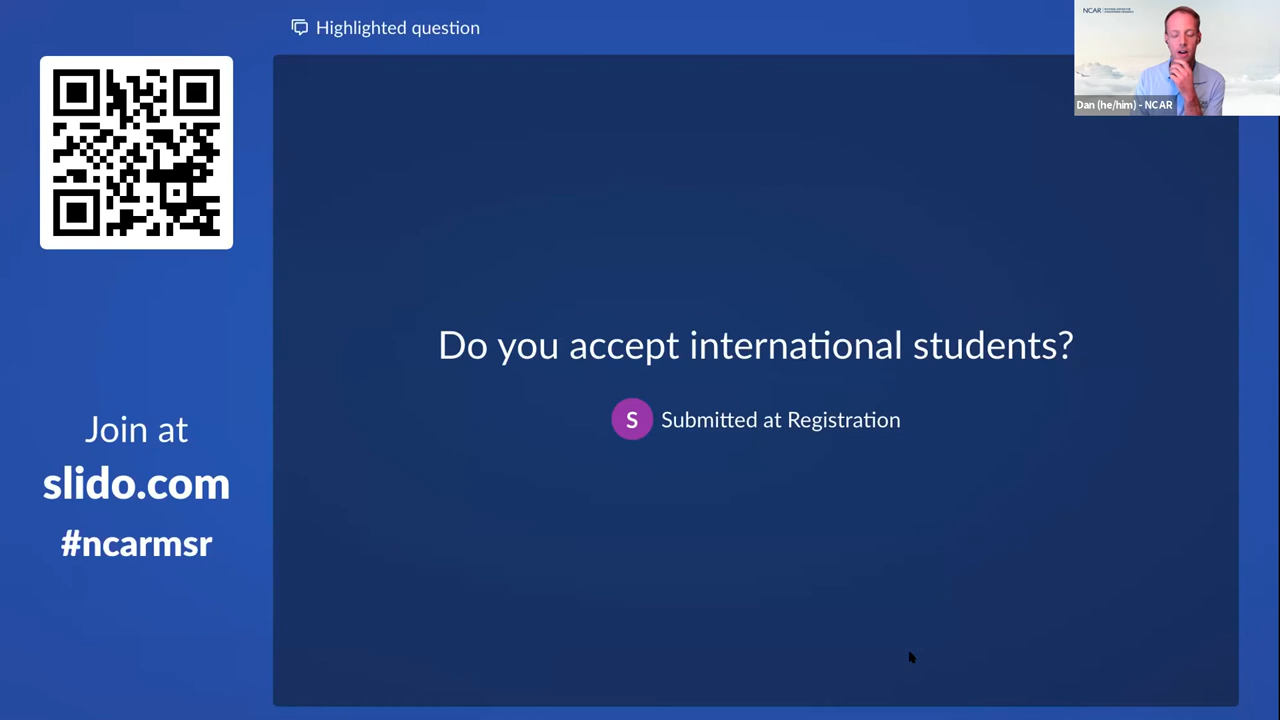 Highlighted question
NCAR
Dan (he/him) - NCAR
Do you accept international students?
S Submitted at Registration
Join at
slido.com
#ncarmsr